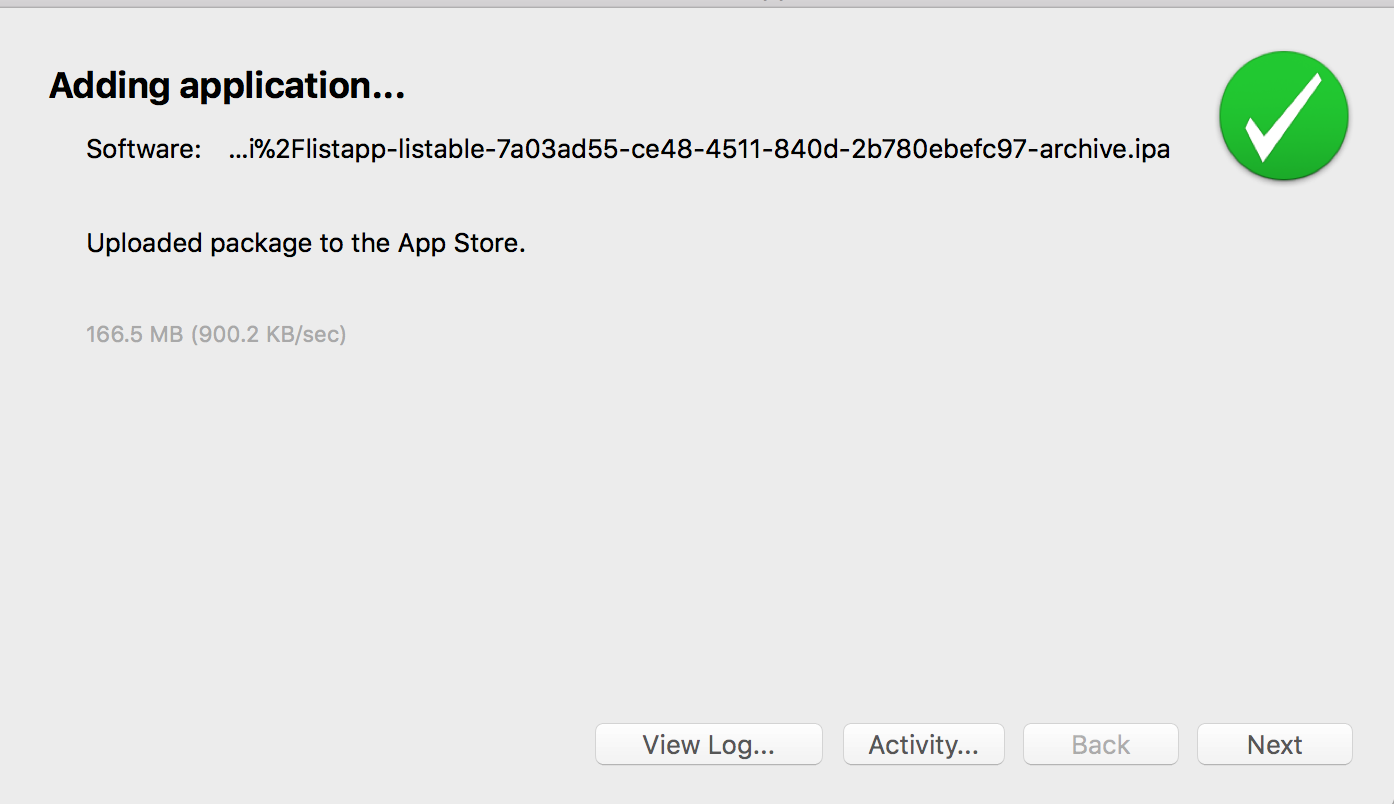 Adding application...
Software: ...i%2Flistapp-listable-7a03ad55-ce48-4511-840d-2b780ebefc97-archive.ipa
Uploaded package to the App Store.
166.5 MB (900.2 KB/sec)
View Log... Activity... Back Next